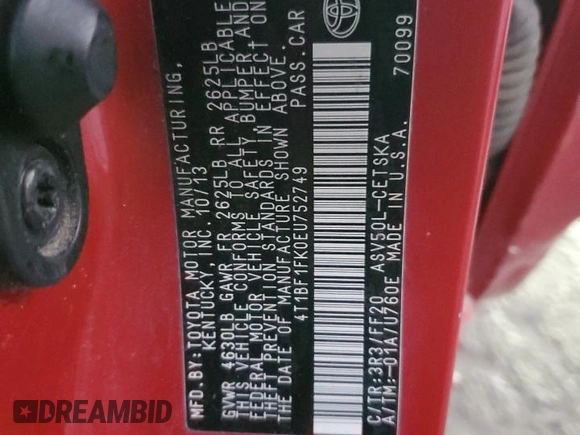 MFD.BY: TOYOTA MOTOR MANUFACTURING,
KENTUCKY, INC. 10/13
GVWR 4630LB GAWR FR 2625LB RR 2625LB
THIS VEHICLE CONFORMS TO ALL APPLICABLE
FEDERAL MOTOR VEHICLE SAFETY, BUMPER, AND
THEFT PREVENTION STANDARDS IN EFFECT ON
THE DATE OF MANUFACTURE SHOWN ABOVE.
4T1BF1FK0EU752749 PASS.CAR
C/TR:3R3/FF20 ASV50L-CETSKA
A/TM:-01A/U760E MADE IN U.S.A. 70099
DREAMBID